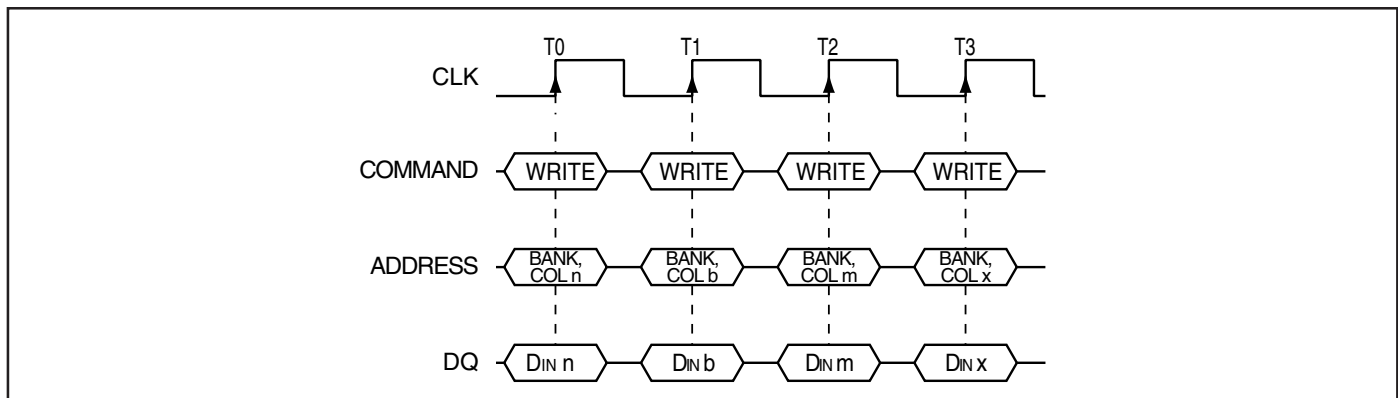 T0 T1 T2 T3
CLK
COMMAND WRITE WRITE WRITE WRITE
ADDRESS BANK, COL n BANK, COL b BANK, COL m BANK, COL x
DQ DIN n DIN b DIN m DIN x